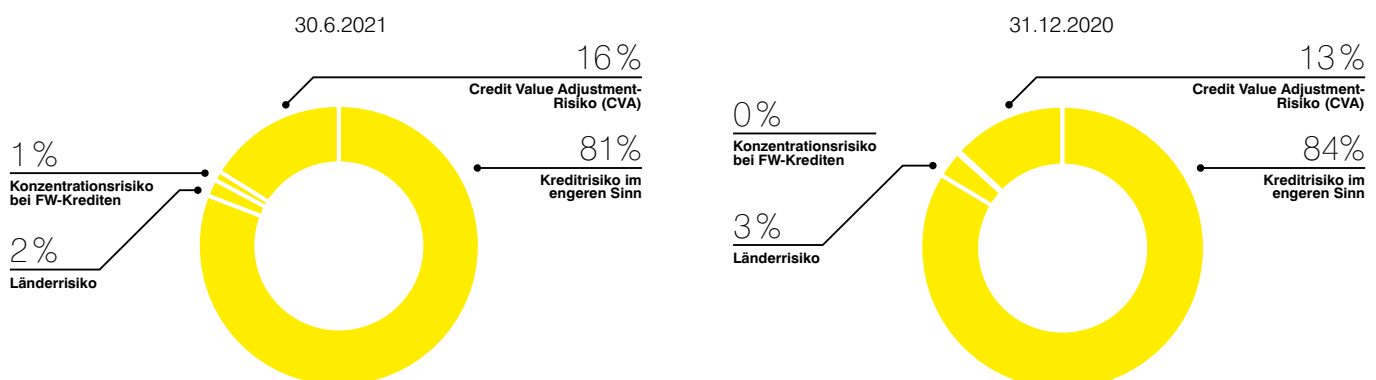 30.6.2021
16%
Credit Value Adjustment-
Risiko (CVA)
1%
Konzentrationsrisiko
bei FW-Krediten
81%
Kreditrisiko im
engeren Sinn
2%
Länderrisiko
31.12.2020
13%
Credit Value Adjustment-
Risiko (CVA)
0%
Konzentrationsrisiko
bei FW-Krediten
84%
Kreditrisiko im
engeren Sinn
3%
Länderrisiko